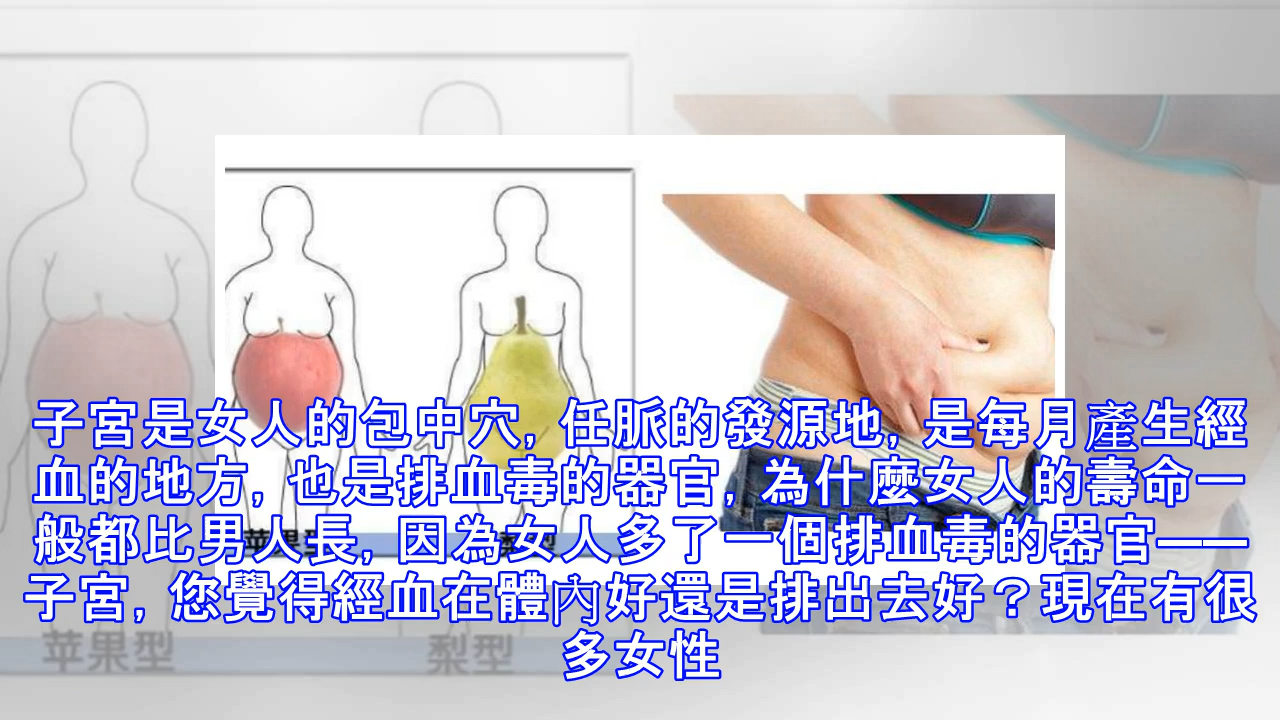 子宮是女人的包中穴, 任脈的發源地, 是每月產生經
血的地方, 也是排血毒的器官, 為什麼女人的壽命一
般都比男人長, 因為女人多了一個排血毒的器官——
子宮, 您覺得經血在體內好還是排出去好？現在有很
多女性
苹果型
梨型